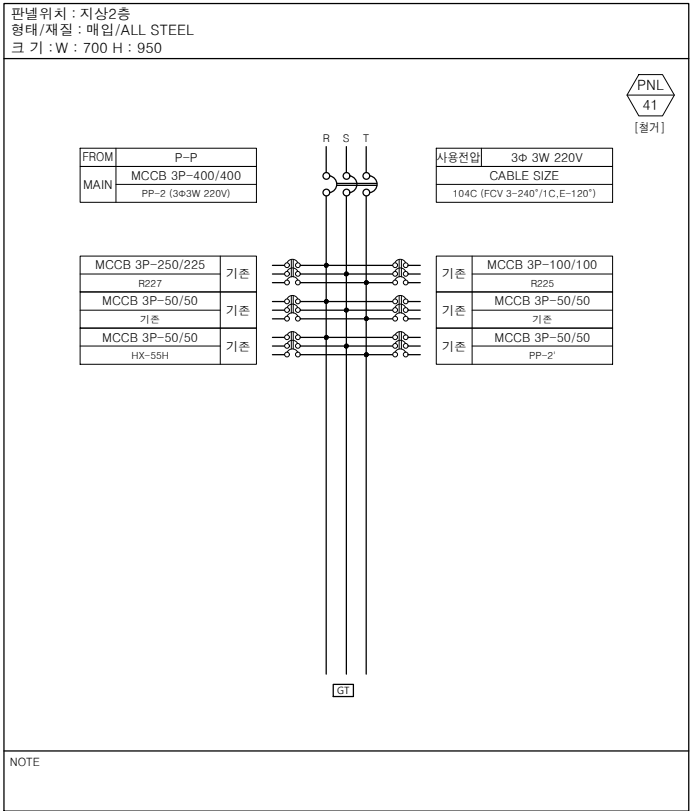 판넬위치 : 지상2층
형태/재질 : 매입/ALL STEEL
크 기 : W : 700 H : 950
PNL
41
[철거]
R S T
FROM P-P
MAIN MCCB 3P-400/400
PP-2 (3Φ3W 220V)
사용전압 3Φ 3W 220V
CABLE SIZE
104C (FCV 3-240°/1C,E-120°)
MCCB 3P-250/225 기존
R227
MCCB 3P-50/50 기존
기존
MCCB 3P-50/50 기존
HX-55H
기존 MCCB 3P-100/100
R225
기존 MCCB 3P-50/50
기존
기존 MCCB 3P-50/50
PP-2'
GT
NOTE